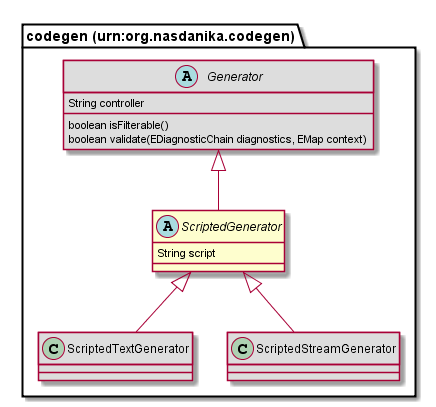 codegen (urn:org.nasdanika.codegen)
A Generator
String controller
boolean isFilterable()
boolean validate(EDiagnosticChain diagnostics, EMap context)
A ScriptedGenerator
String script
C ScriptedTextGenerator
C ScriptedStreamGenerator